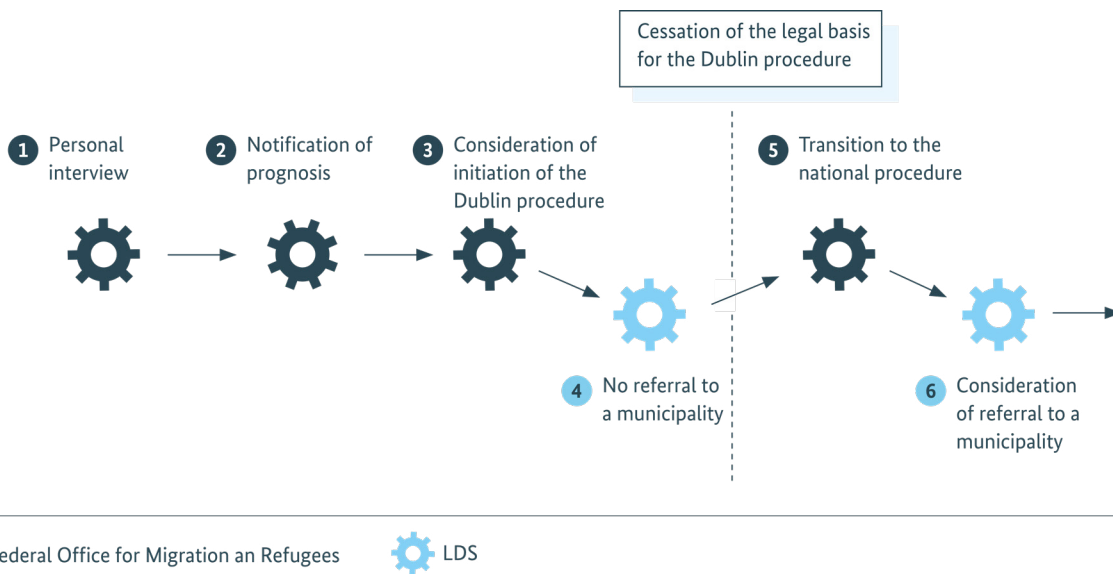 Cessation of the legal basis
for the Dublin procedure
1 Personal
interview
2 Notification of
prognosis
3 Consideration of
initiation of the
Dublin procedure
5 Transition to the
national procedure
4 No referral to
a municipality
6 Consideration
of referral to a
municipality
ederal Office for Migration an Refugees
LDS